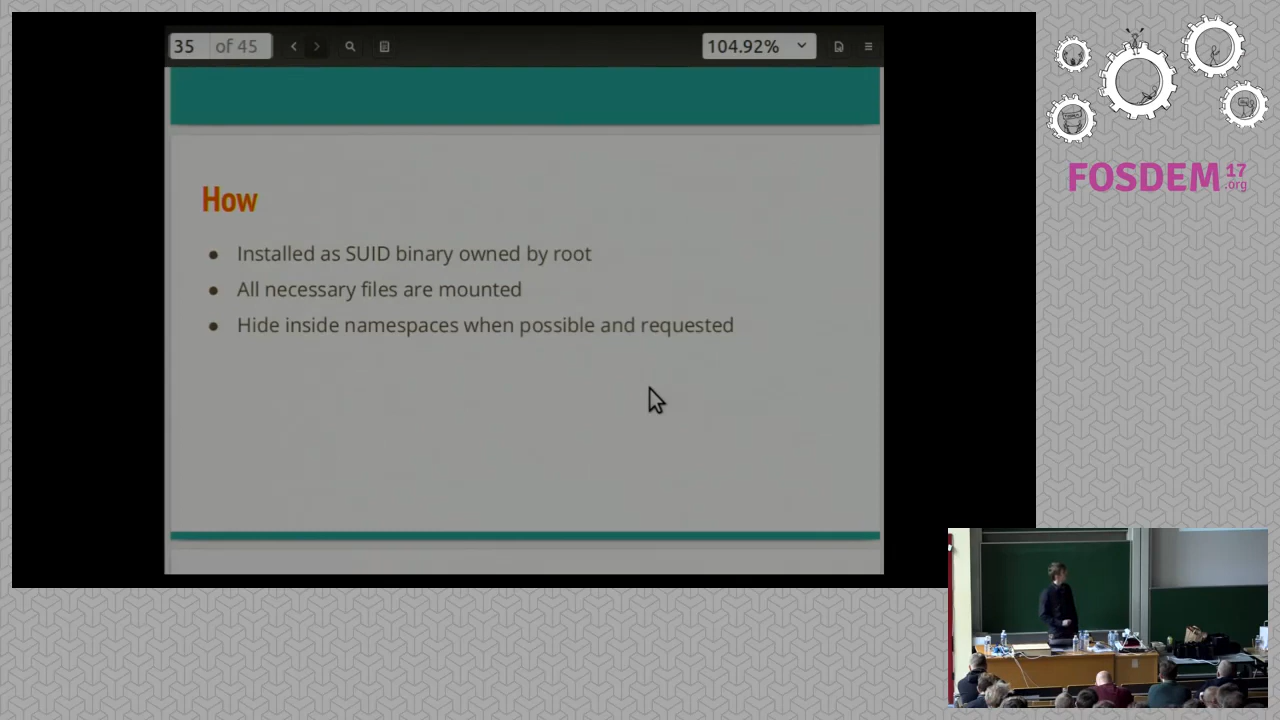 35 of 45
104.92%
How
Installed as SUID binary owned by root
All necessary files are mounted
Hide inside namespaces when possible and requested
FOSDEM 17
.org